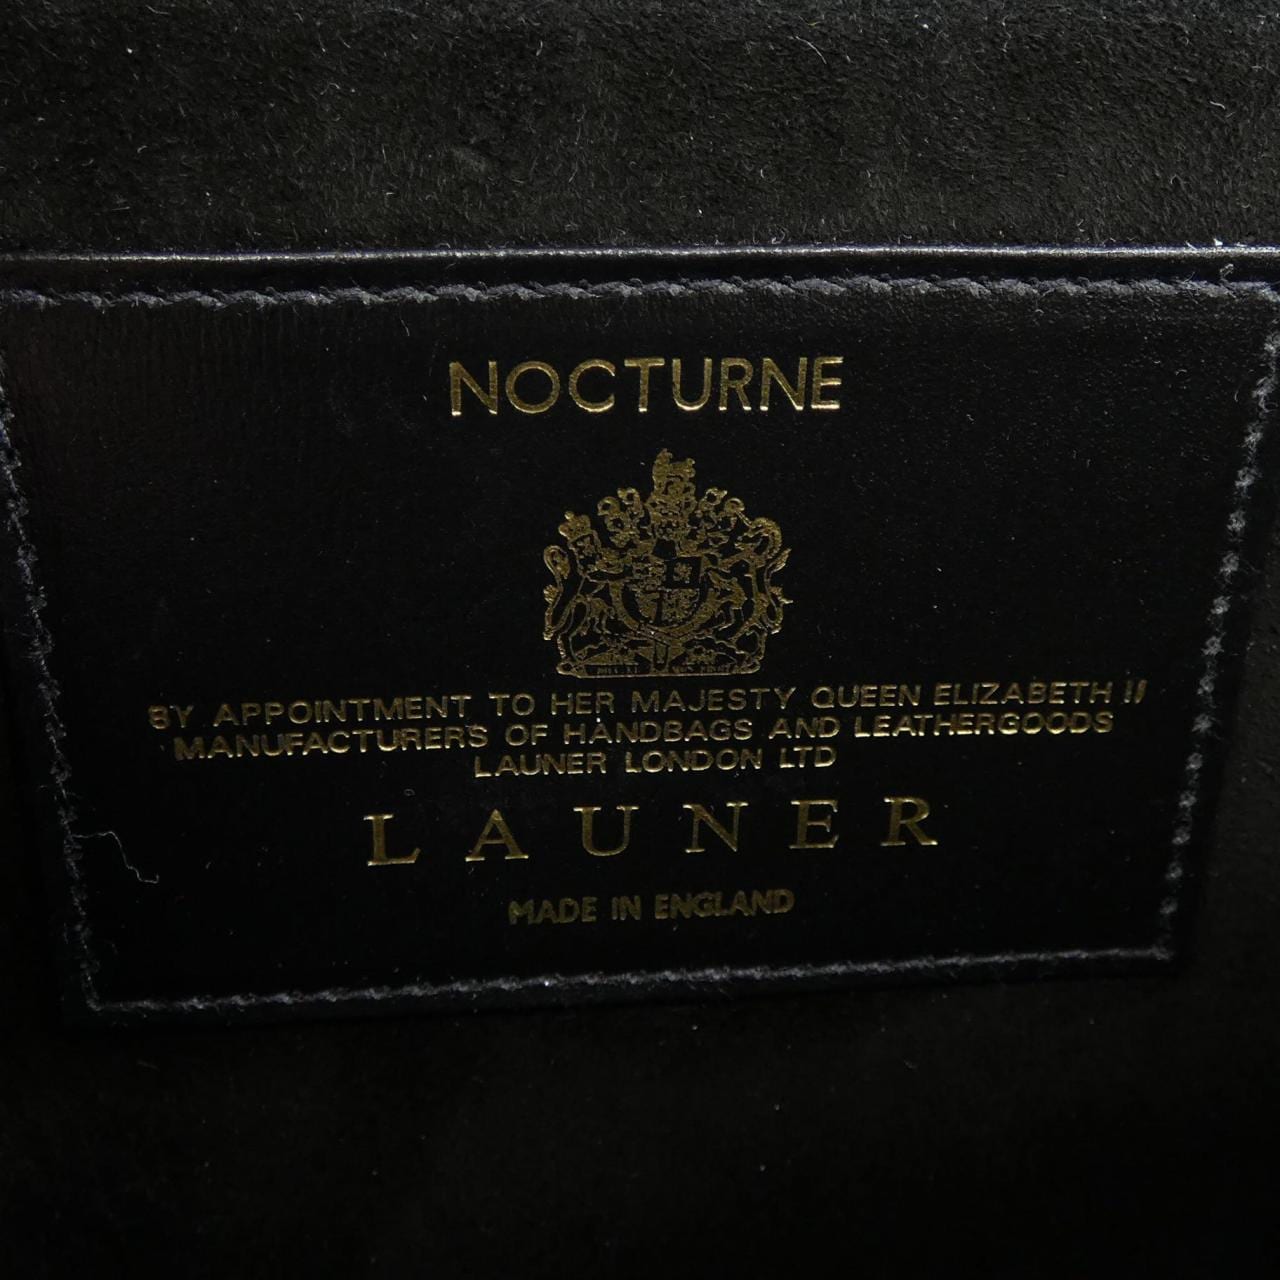 NOCTURNE
BY APPOINTMENT TO HER MAJESTY QUEEN ELIZABETH II
MANUFACTURERS OF HANDBAGS AND LEATHERGOODS
LAUNER LONDON LTD
LAUNER
MADE IN ENGLAND